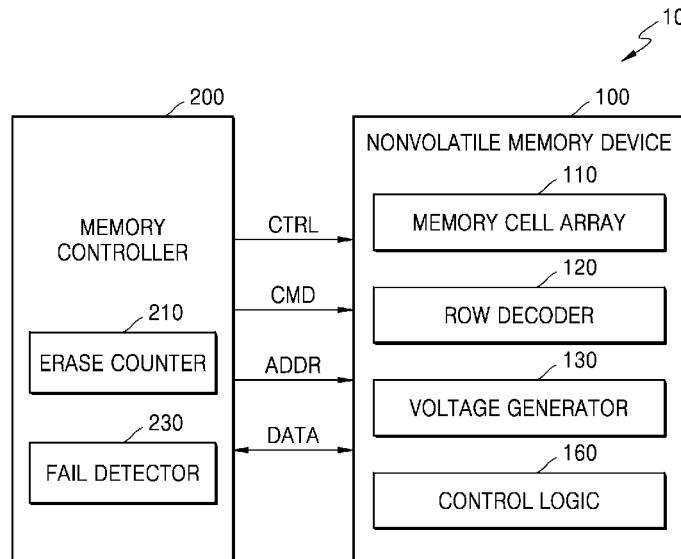 10
200
100
NONVOLATILE MEMORY DEVICE
110
MEMORY CELL ARRAY
MEMORY
CONTROLLER
CTRL
120
ROW DECODER
CMD
210
ERASE COUNTER
ADDR
130
VOLTAGE GENERATOR
230
FAIL DETECTOR
DATA
160
CONTROL LOGIC